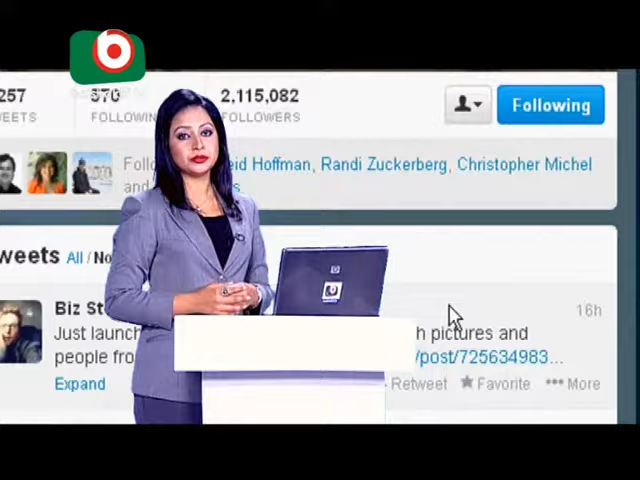 257 570 2,115,082
EETS FOLLOWIN FOLLOWERS
Following
Foll eid Hoffman, Randi Zuckerberg, Christopher Michel
and s
weets All / No
Biz St 16h
Just launch h pictures and
people fro /post/725634983...
Expand Retweet Favorite More